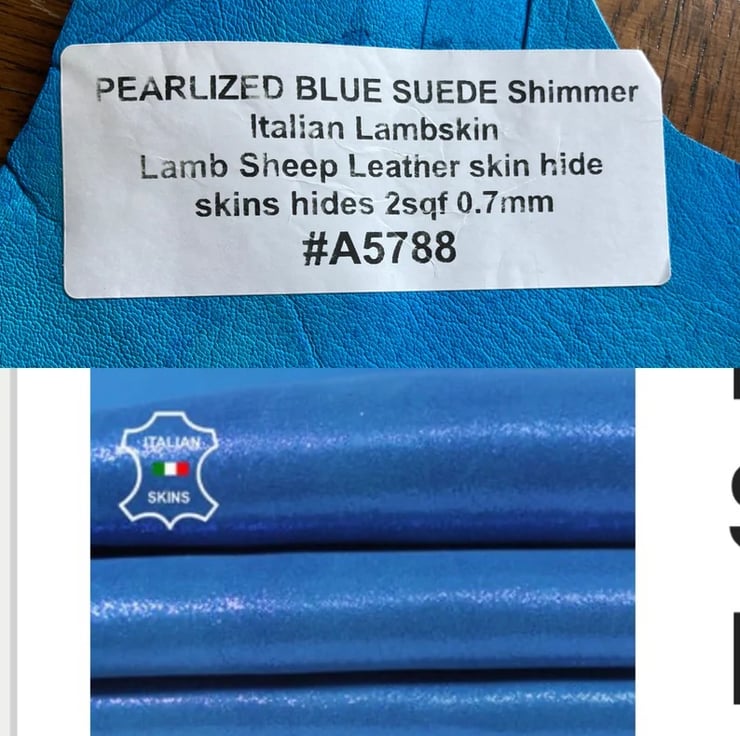 PEARLIZED BLUE SUEDE Shimmer
Italian Lambskin
Lamb Sheep Leather skin hide
skins hides 2sqf 0.7mm
#A5788
ITALIAN
SKINS